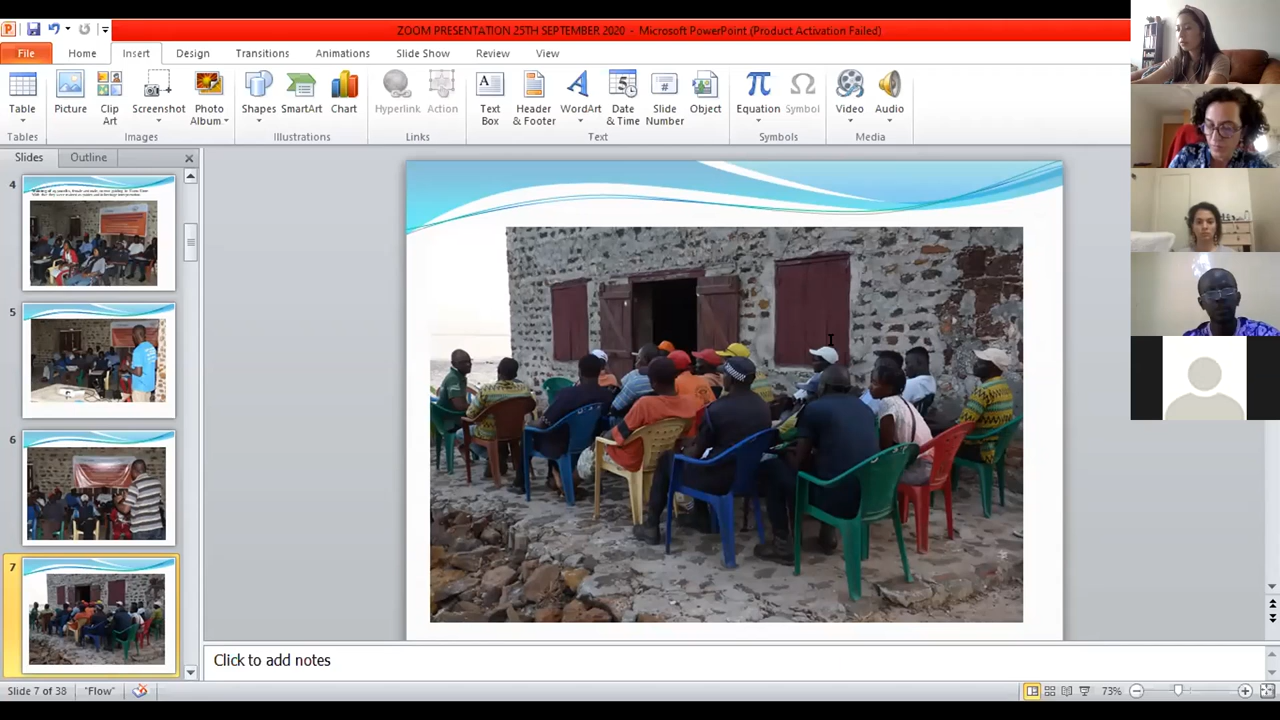 ZOOM PRESENTATION 25TH SEPTEMBER 2020 - Microsoft PowerPoint (Product Activation Failed)
File Home Insert Design Transitions Animations Slide Show Review View
Table Picture Clip Art Screenshot Photo Album Shapes SmartArt Chart Hyperlink Action Text Box Header & Footer WordArt Date & Time Slide Number Object Equation Symbol Video Audio
Tables Images Illustrations Links Text Symbols Media
Slides Outline
4
5
6
7
Click to add notes
Slide 7 of 38 "Flow" 73%